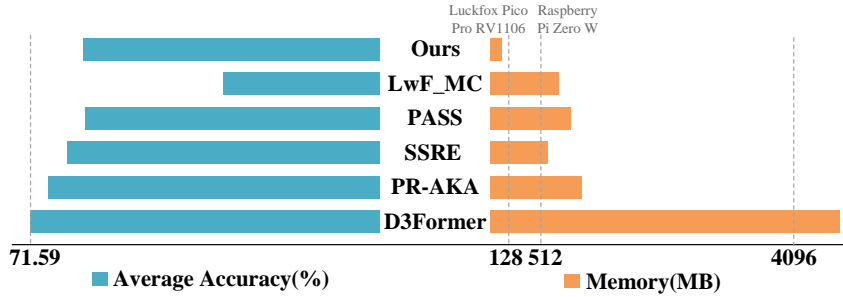 Luckfox Pico
Pro RV1106
Raspberry
Pi Zero W
Ours
LwF_MC
PASS
SSRE
PR-AKA
D3Former
71.59
128 512
4096
Average Accuracy(%)
Memory(MB)